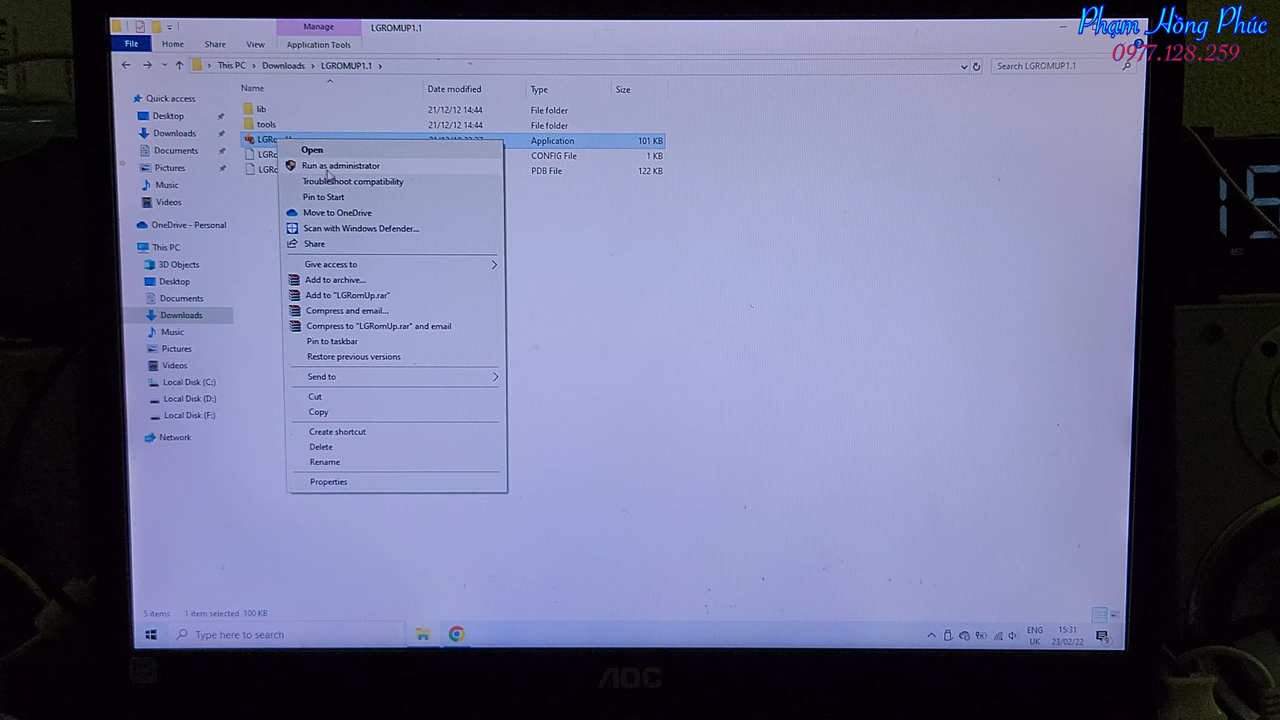 Phạm Hồng Phúc
0977.128.259
Manage
LGROMUP1.1
File Home Share View Application Tools
This PC > Downloads > LGROMUP1.1 >
Search LGROMUP1.1
Name Date modified Type Size
Quick access
Desktop
Downloads
Documents
Pictures
Music
Videos
OneDrive - Personal
This PC
3D Objects
Desktop
Documents
Downloads
Music
Pictures
Videos
Local Disk (C:)
Local Disk (D:)
Local Disk (F:)
Network
lib 21/12/12 14:44 File folder
tools 21/12/12 14:44 File folder
Application 101 KB
CONFIG File 1 KB
PDB File 122 KB
Open
Run as administrator
Troubleshoot compatibility
Pin to Start
Move to OneDrive
Scan with Windows Defender...
Share
Give access to
Add to archive...
Add to "LGRomUp.rar"
Compress and email...
Compress to "LGRomUp.rar" and email
Pin to taskbar
Restore previous versions
Send to
Cut
Copy
Create shortcut
Delete
Rename
Properties
5 items 1 item selected 100 KB
Type here to search
ENG
UK
15:31
23/02/22
AOC